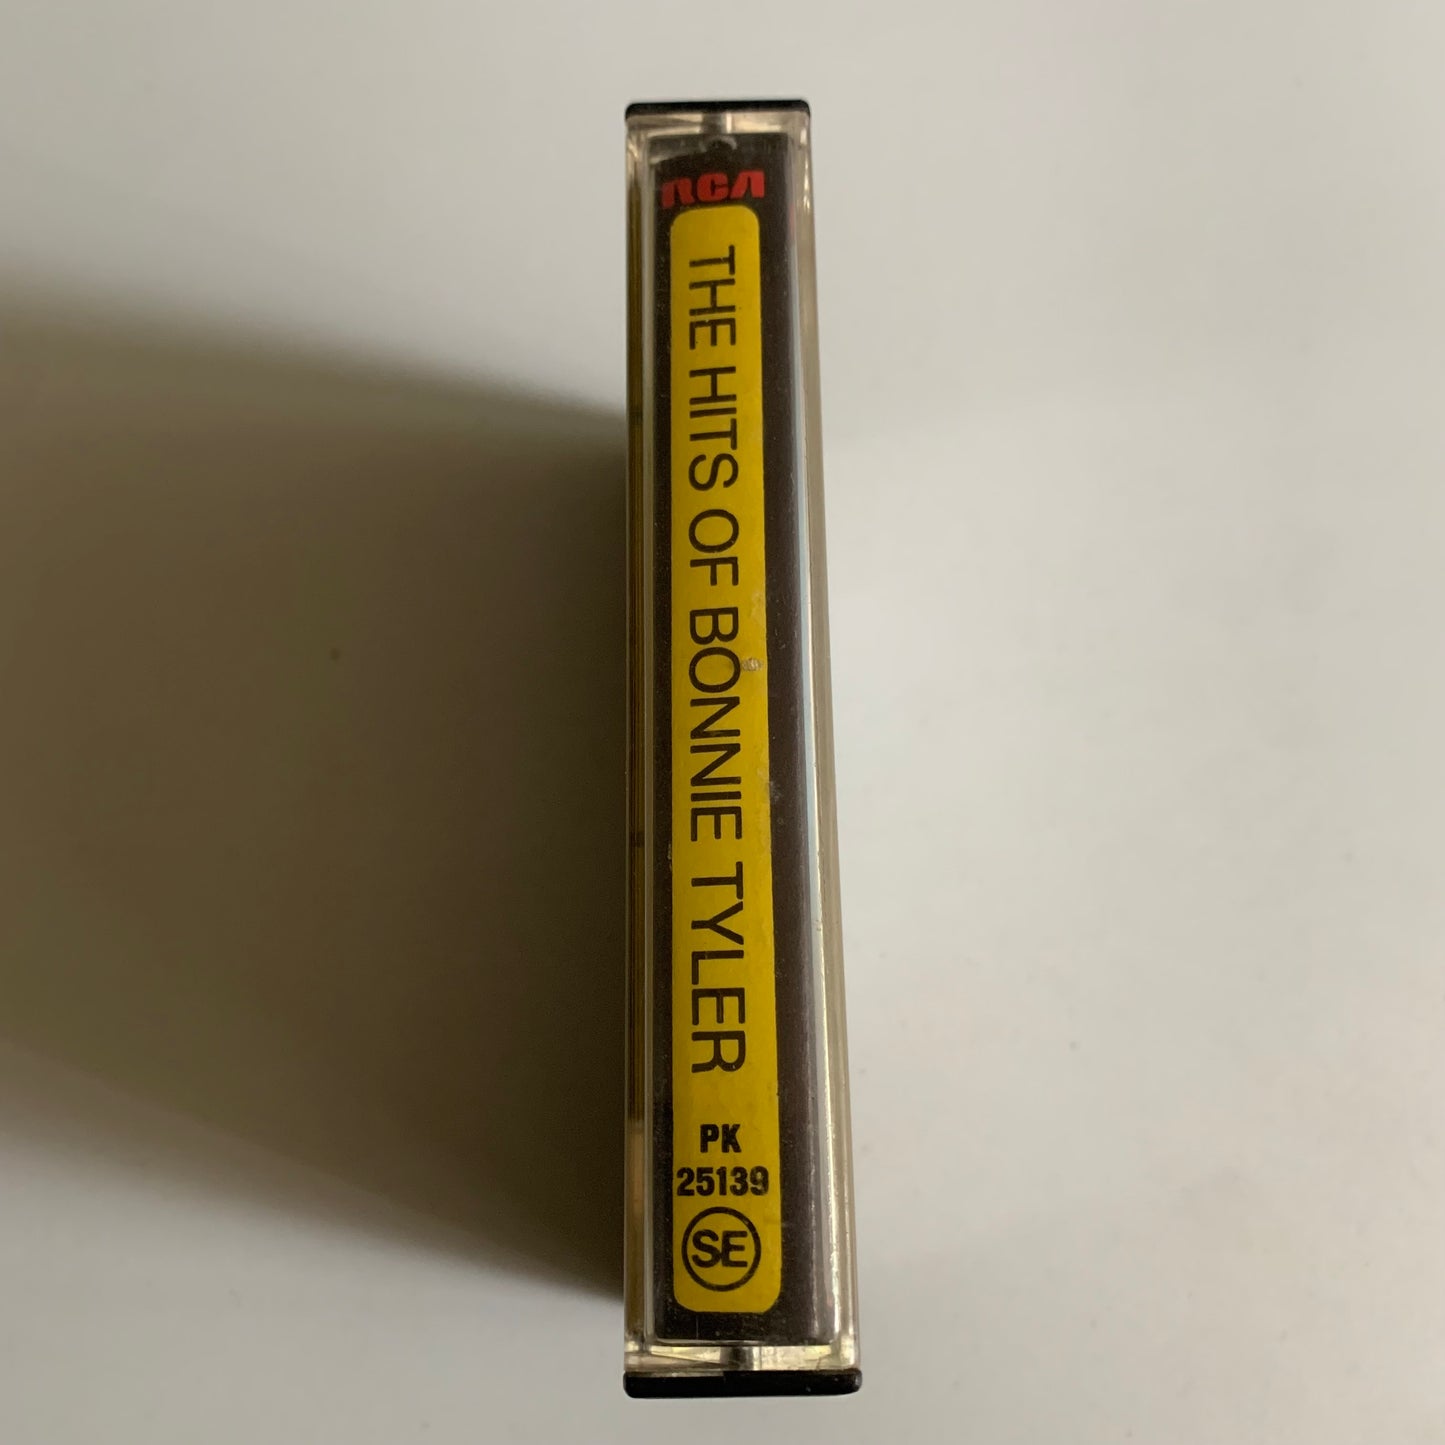 RCA
THE HITS OF BONNIE TYLER
PK
25139
SE